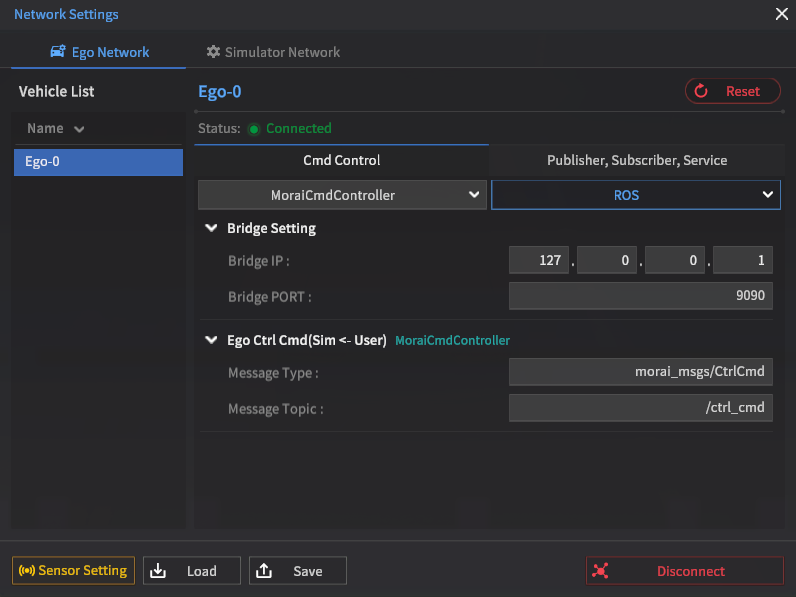 Network Settings
Ego Network
Simulator Network
Vehicle List
Ego-0
Reset
Name
Status: Connected
Ego-0
Cmd Control
Publisher, Subscriber, Service
MoraiCmdController
ROS
Bridge Setting
Bridge IP : 127 . 0 . 0 . 1
Bridge PORT : 9090
Ego Ctrl Cmd(Sim <- User) MoraiCmdController
Message Type : morai_msgs/CtrlCmd
Message Topic : /ctrl_cmd
Sensor Setting
Load
Save
Disconnect